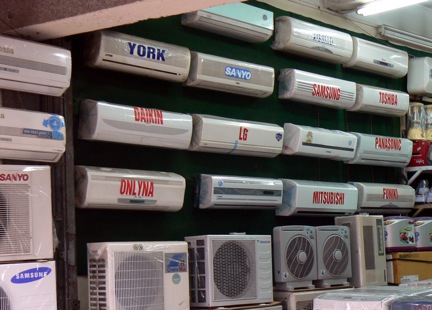 YORK
SANYO
SAMSUNG
TOSHIBA
DAIKIN
LG
PANASONIC
ONLYNA
MITSUBISHI
FUNIKI
SANYO
SAMSUNG